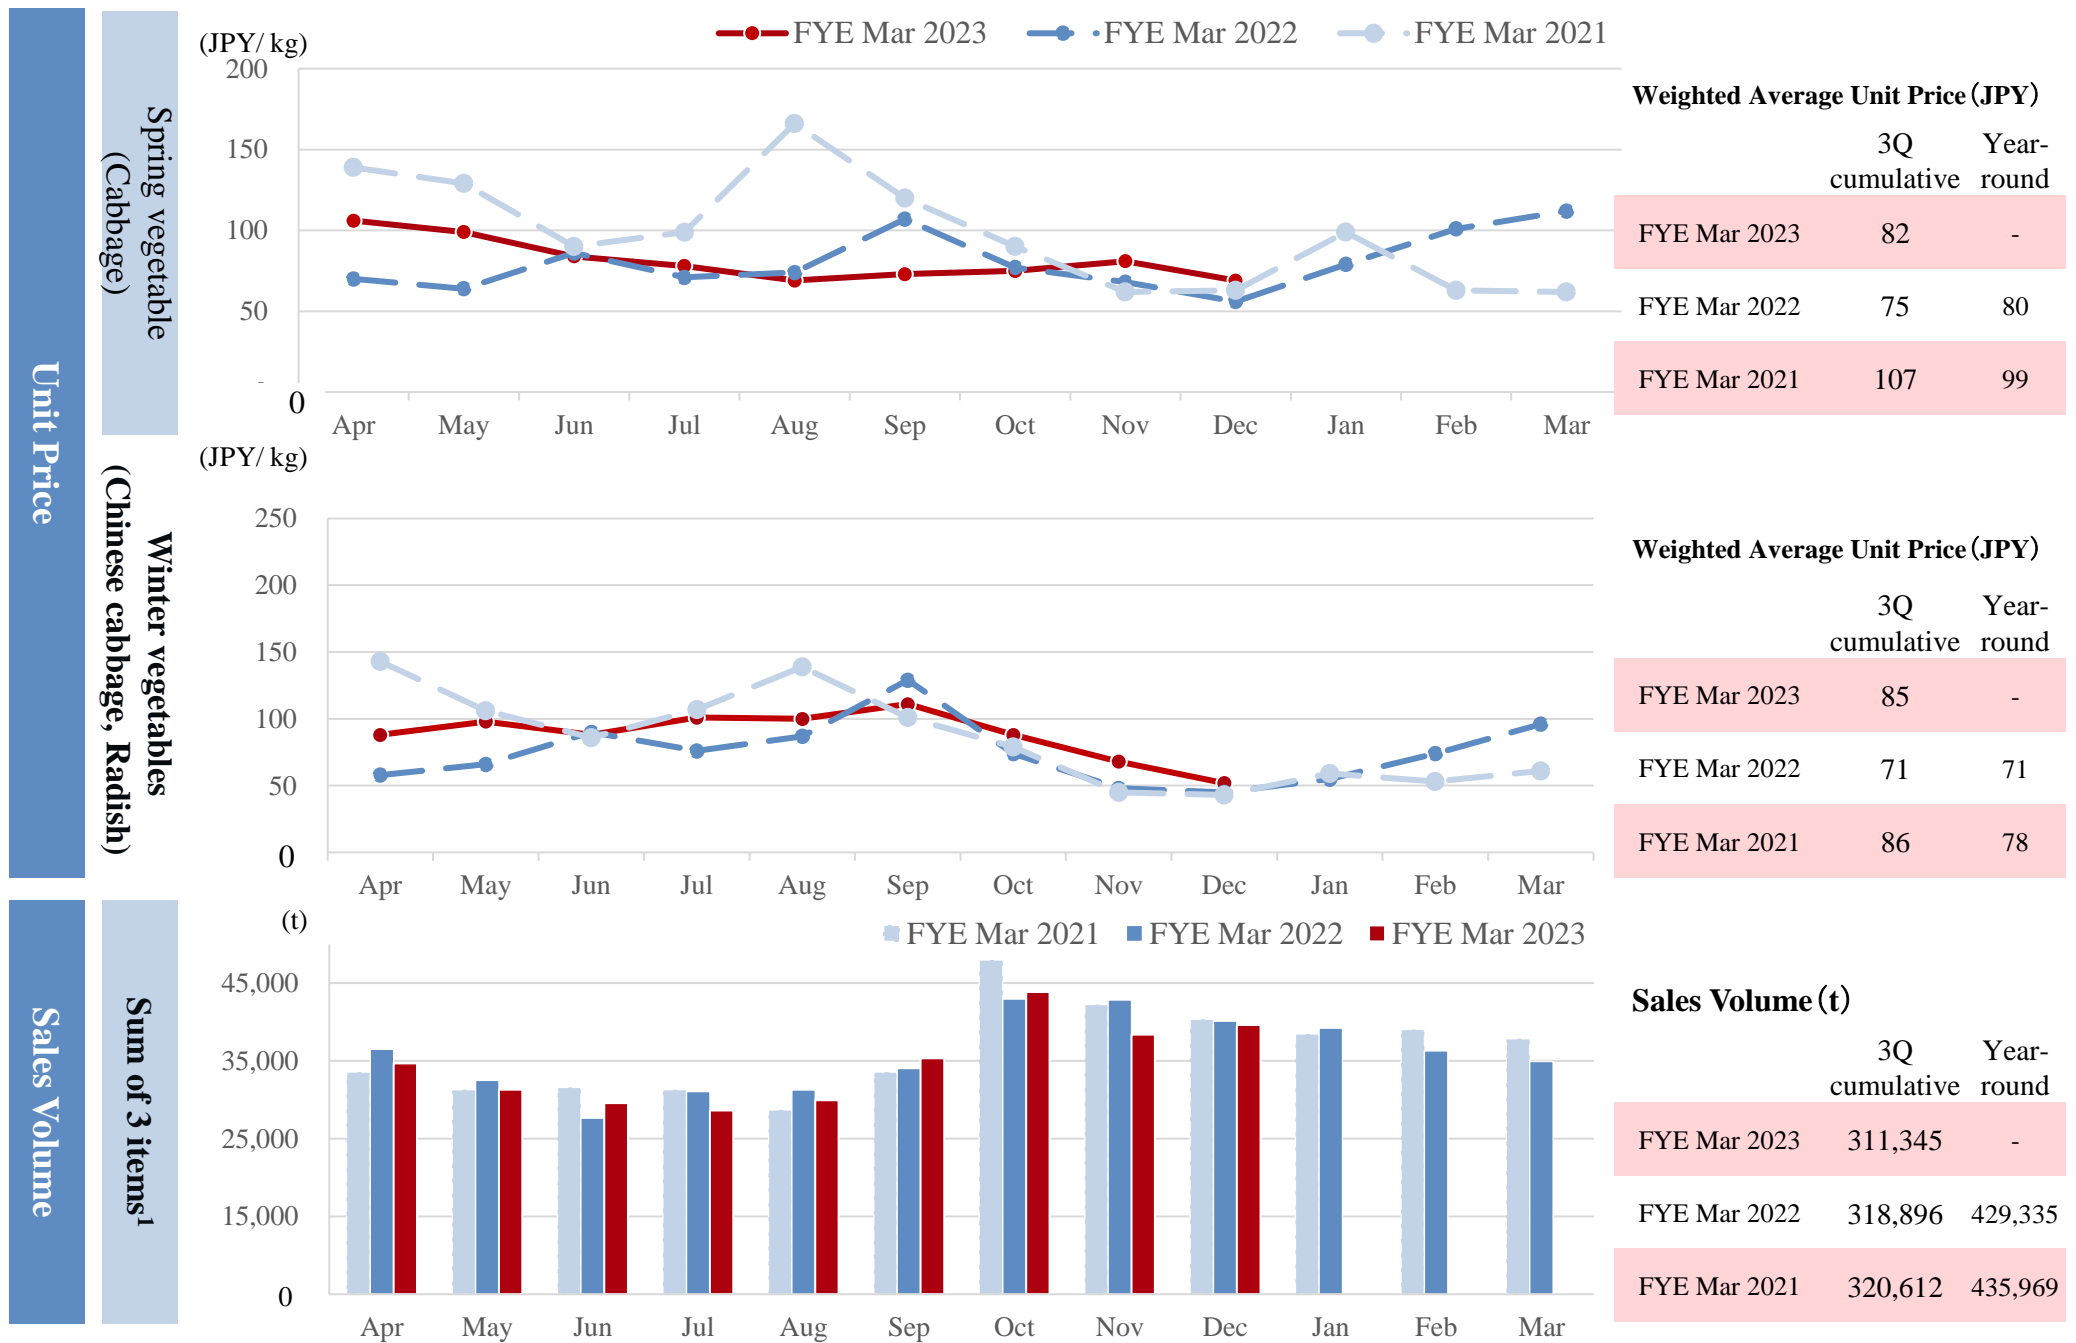 Unit Price
Spring vegetable
(Cabbage)
(JPY/ kg)
FYE Mar 2023 FYE Mar 2022 FYE Mar 2021
200
150
100
50
-
0
Apr May Jun Jul Aug Sep Oct Nov Dec Jan Feb Mar
Weighted Average Unit Price(JPY)
3Q Year-
cumulative round
FYE Mar 2023 82 -
FYE Mar 2022 75 80
FYE Mar 2021 107 99
Winter vegetables
(Chinese cabbage, Radish)
(JPY/ kg)
250
200
150
100
50
0
Apr May Jun Jul Aug Sep Oct Nov Dec Jan Feb Mar
Weighted Average Unit Price(JPY)
3Q Year-
cumulative round
FYE Mar 2023 85 -
FYE Mar 2022 71 71
FYE Mar 2021 86 78
Sales Volume
Sum of 3 items1
(t)
FYE Mar 2021 FYE Mar 2022 FYE Mar 2023
45,000
35,000
25,000
15,000
0
Apr May Jun Jul Aug Sep Oct Nov Dec Jan Feb Mar
Sales Volume(t)
3Q Year-
cumulative round
FYE Mar 2023 311,345 -
FYE Mar 2022 318,896 429,335
FYE Mar 2021 320,612 435,969